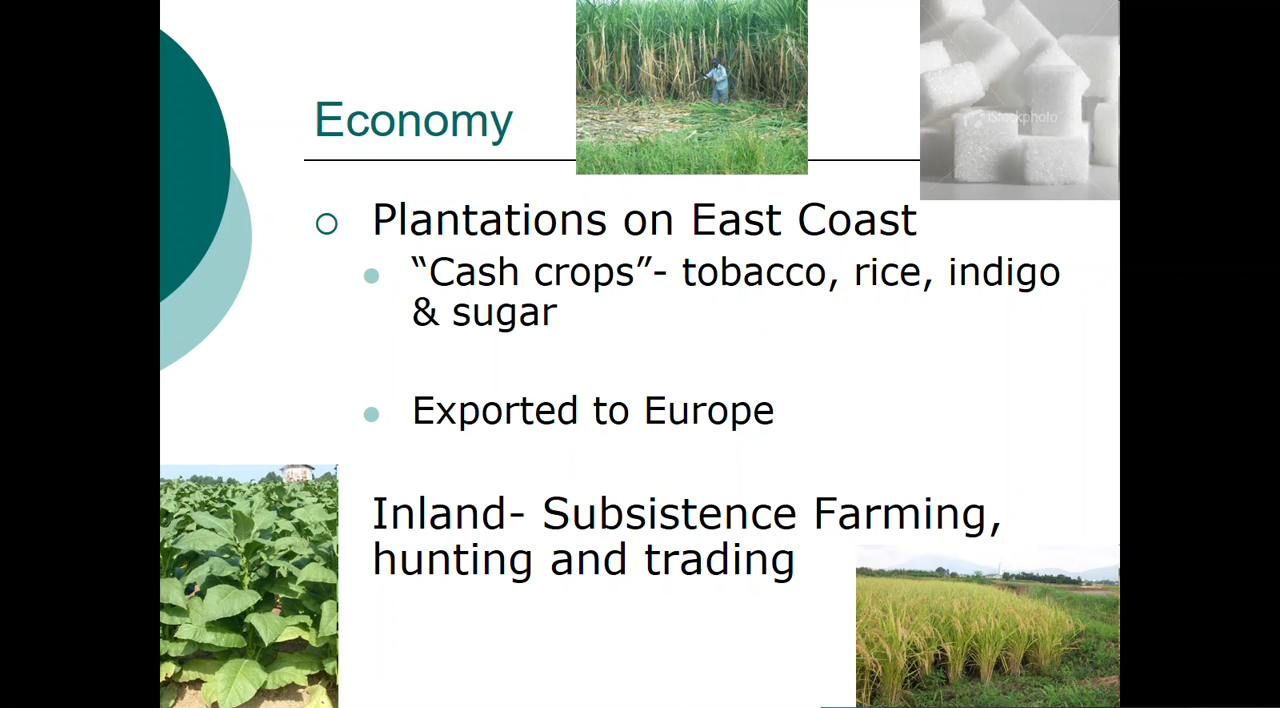 Economy
iStockphoto
Plantations on East Coast
“Cash crops”- tobacco, rice, indigo
& sugar
Exported to Europe
Inland- Subsistence Farming,
hunting and trading